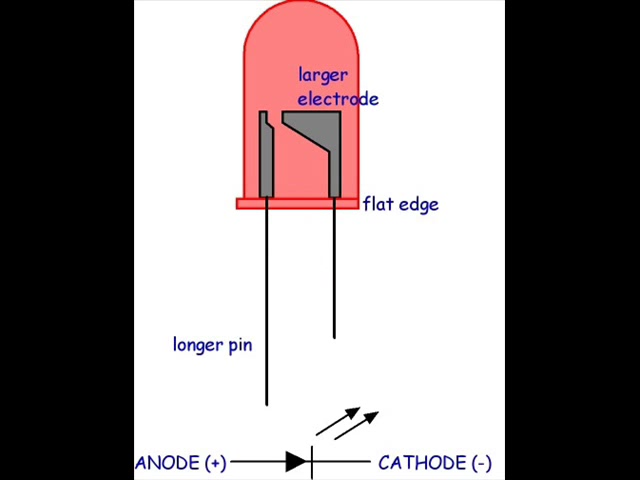 larger
electrode
flat edge
longer pin
ANODE (+)
CATHODE (-)